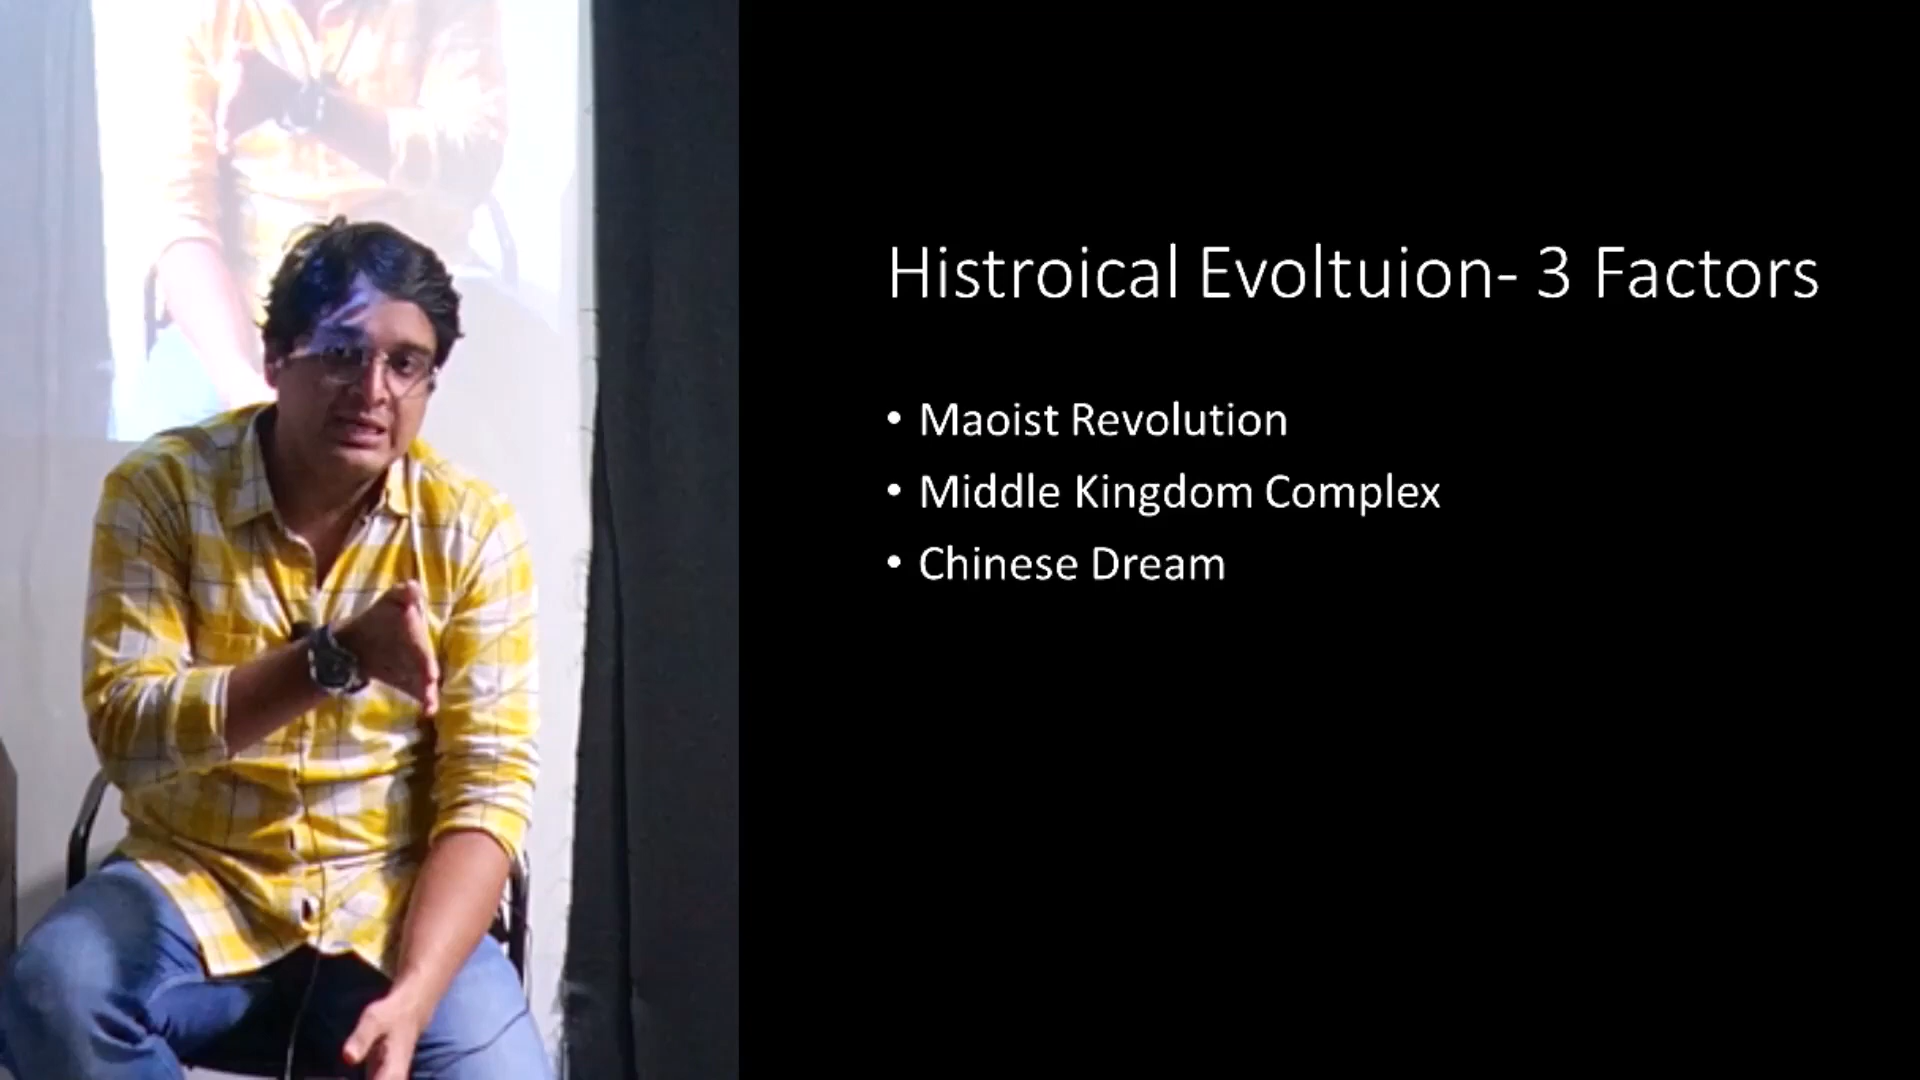 Histroical Evoltuion- 3 Factors
• Maoist Revolution
• Middle Kingdom Complex
• Chinese Dream